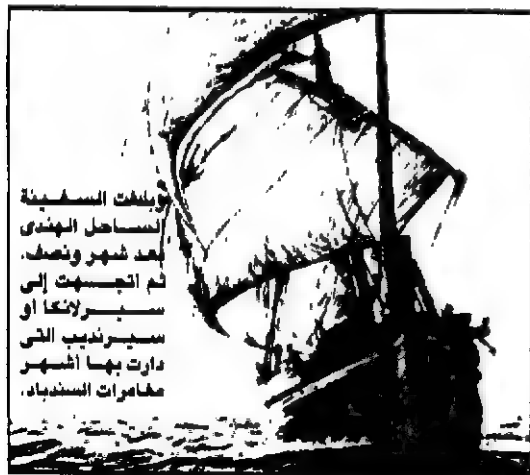 وبلغت السفينة
الساحل الهندى
بعد شهر ونصف،
ثم اتجهت إلى
سيرلانكا أو
سيرنديب التى
دارت بها أشهر
مغامرات السندباد.